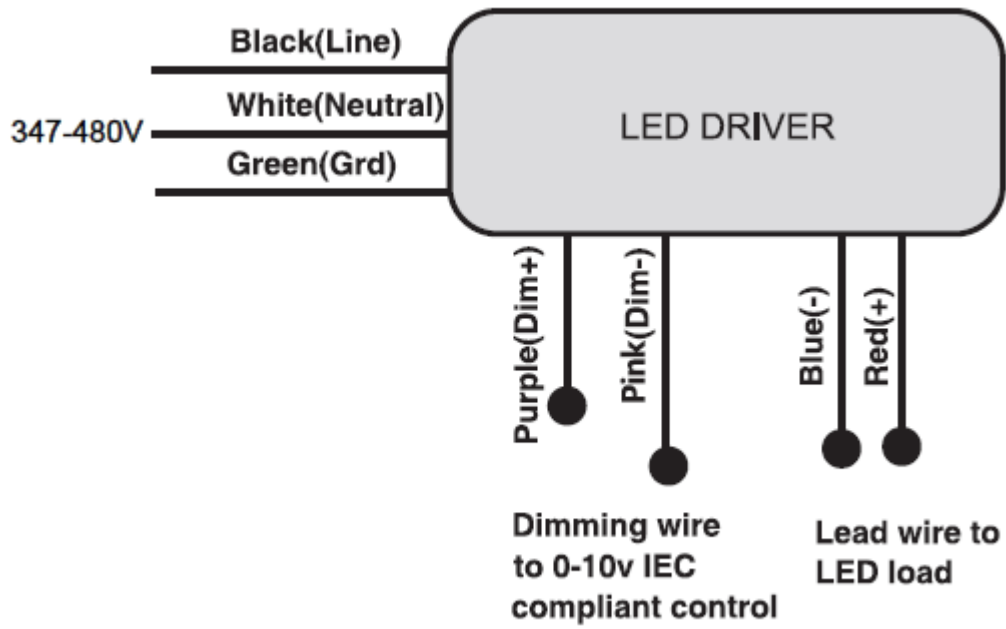 Black(Line)
White(Neutral)
347-480V
Green(Grd)
LED DRIVER
Purple(Dim+)
Pink(Dim-)
Blue(-)
Red(+)
Dimming wire
to 0-10v IEC
compliant control
Lead wire to
LED load